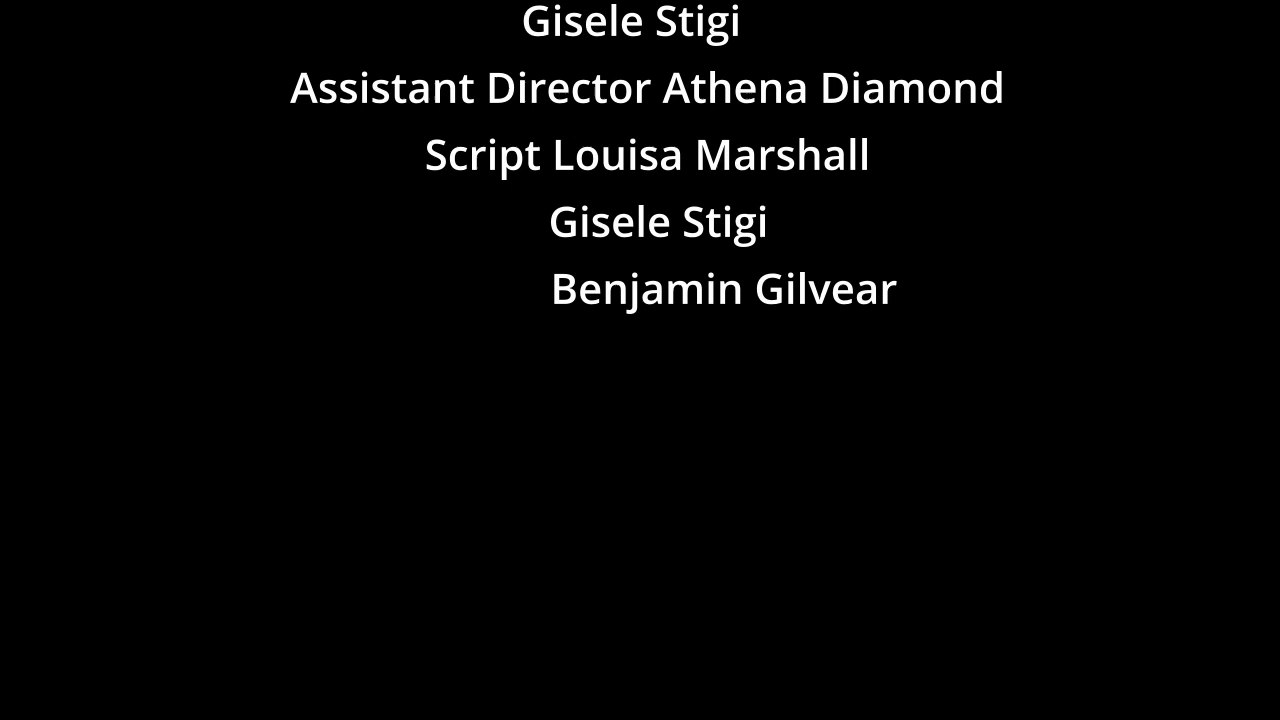 Gisele Stigi
Assistant Director Athena Diamond
Script Louisa Marshall
Gisele Stigi
Benjamin Gilvear